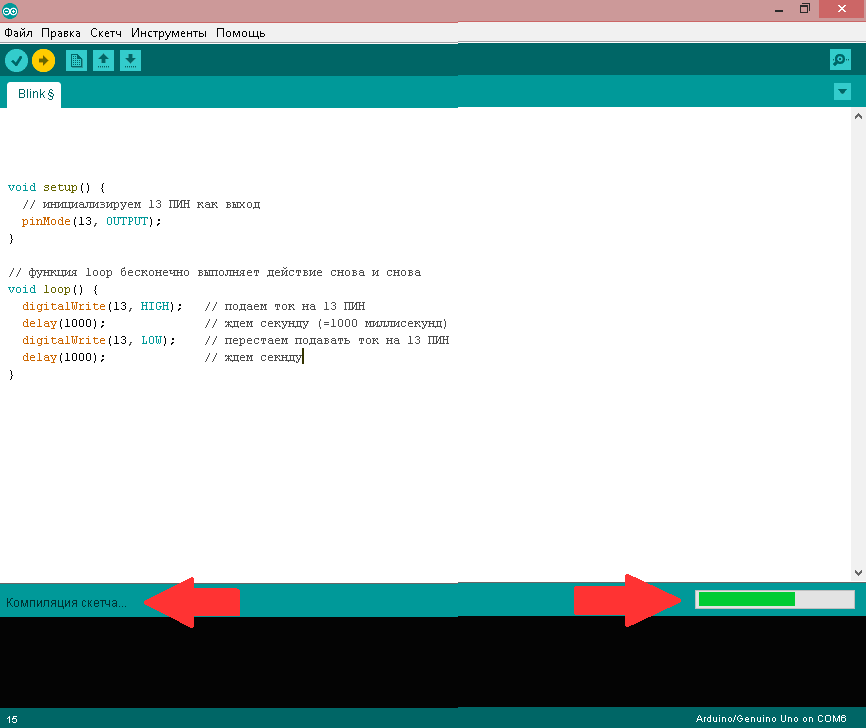 Файл Правка Скетч Инструменты Помощь
Blink §
void setup() {
// инициализируем 13 ПИН как выход
pinMode(13, OUTPUT);
}
// функция loop бесконечно выполняет действие снова и снова
void loop() {
digitalWrite(13, HIGH); // подаем ток на 13 ПИН
delay(1000); // ждем секунду (=1000 миллисекунд)
digitalWrite(13, LOW); // перестаем подавать ток на 13 ПИН
delay(1000); // ждем секнду
}
Компиляция скетча...
15 Arduino/Genuino Uno on COM6